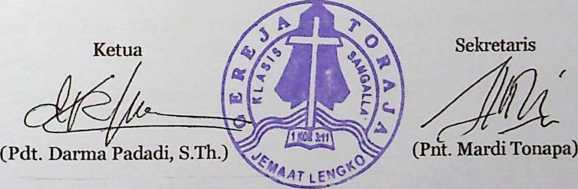 Ketua
Sekretaris
GEREJA TORAJA
KLASIS SANGALLA
1 KOR 3:11
JEMAAT LENGKO
(Pdt. Darma Padadi, S.Th.)
(Pnt. Mardi Tonapa)